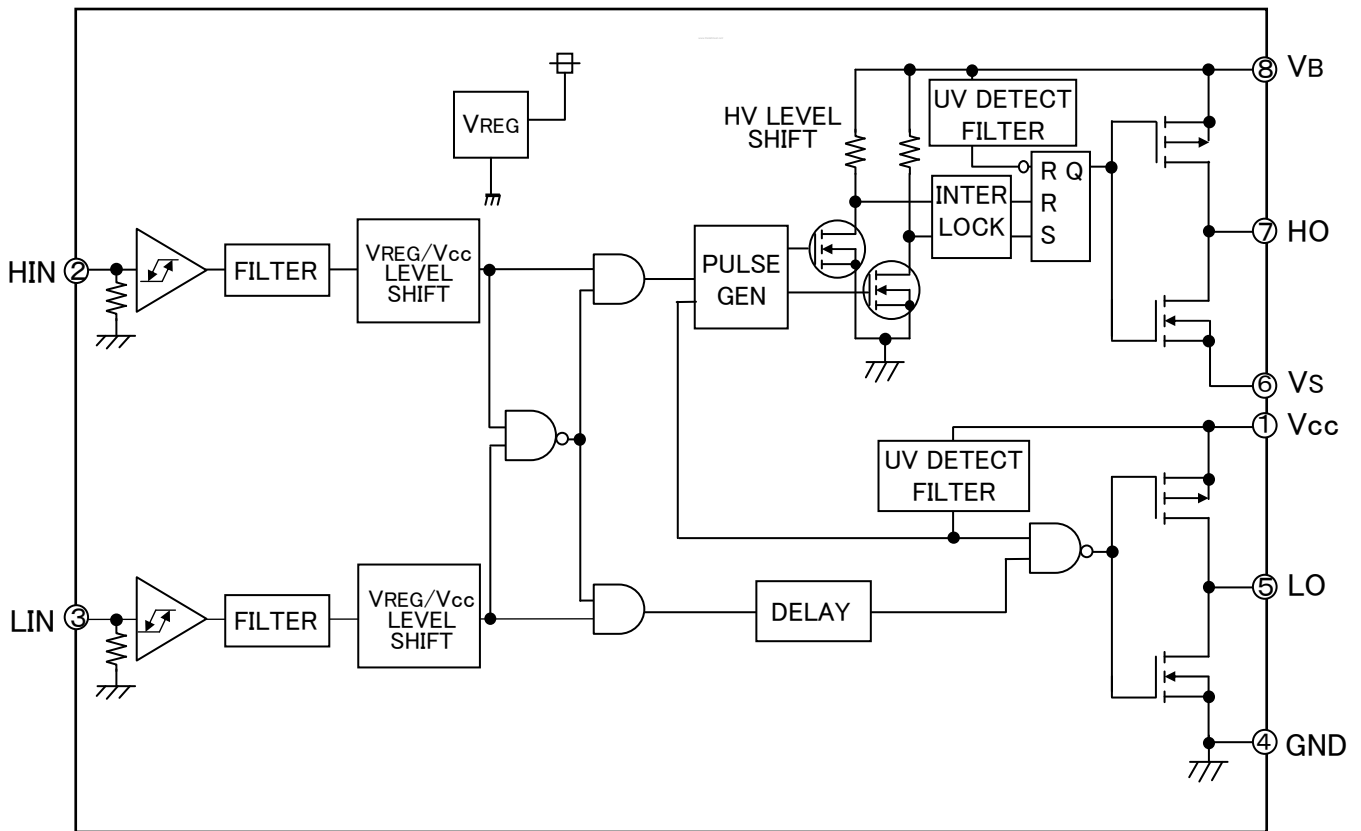 ⑧ VB
UV DETECT
FILTER
VREG
HV LEVEL
SHIFT
R Q
R
S
INTER
LOCK
⑦ HO
HIN ②
FILTER
VREG/Vcc
LEVEL
SHIFT
PULSE
GEN
⑥ VS
① Vcc
UV DETECT
FILTER
⑤ LO
LIN ③
FILTER
VREG/Vcc
LEVEL
SHIFT
DELAY
④ GND